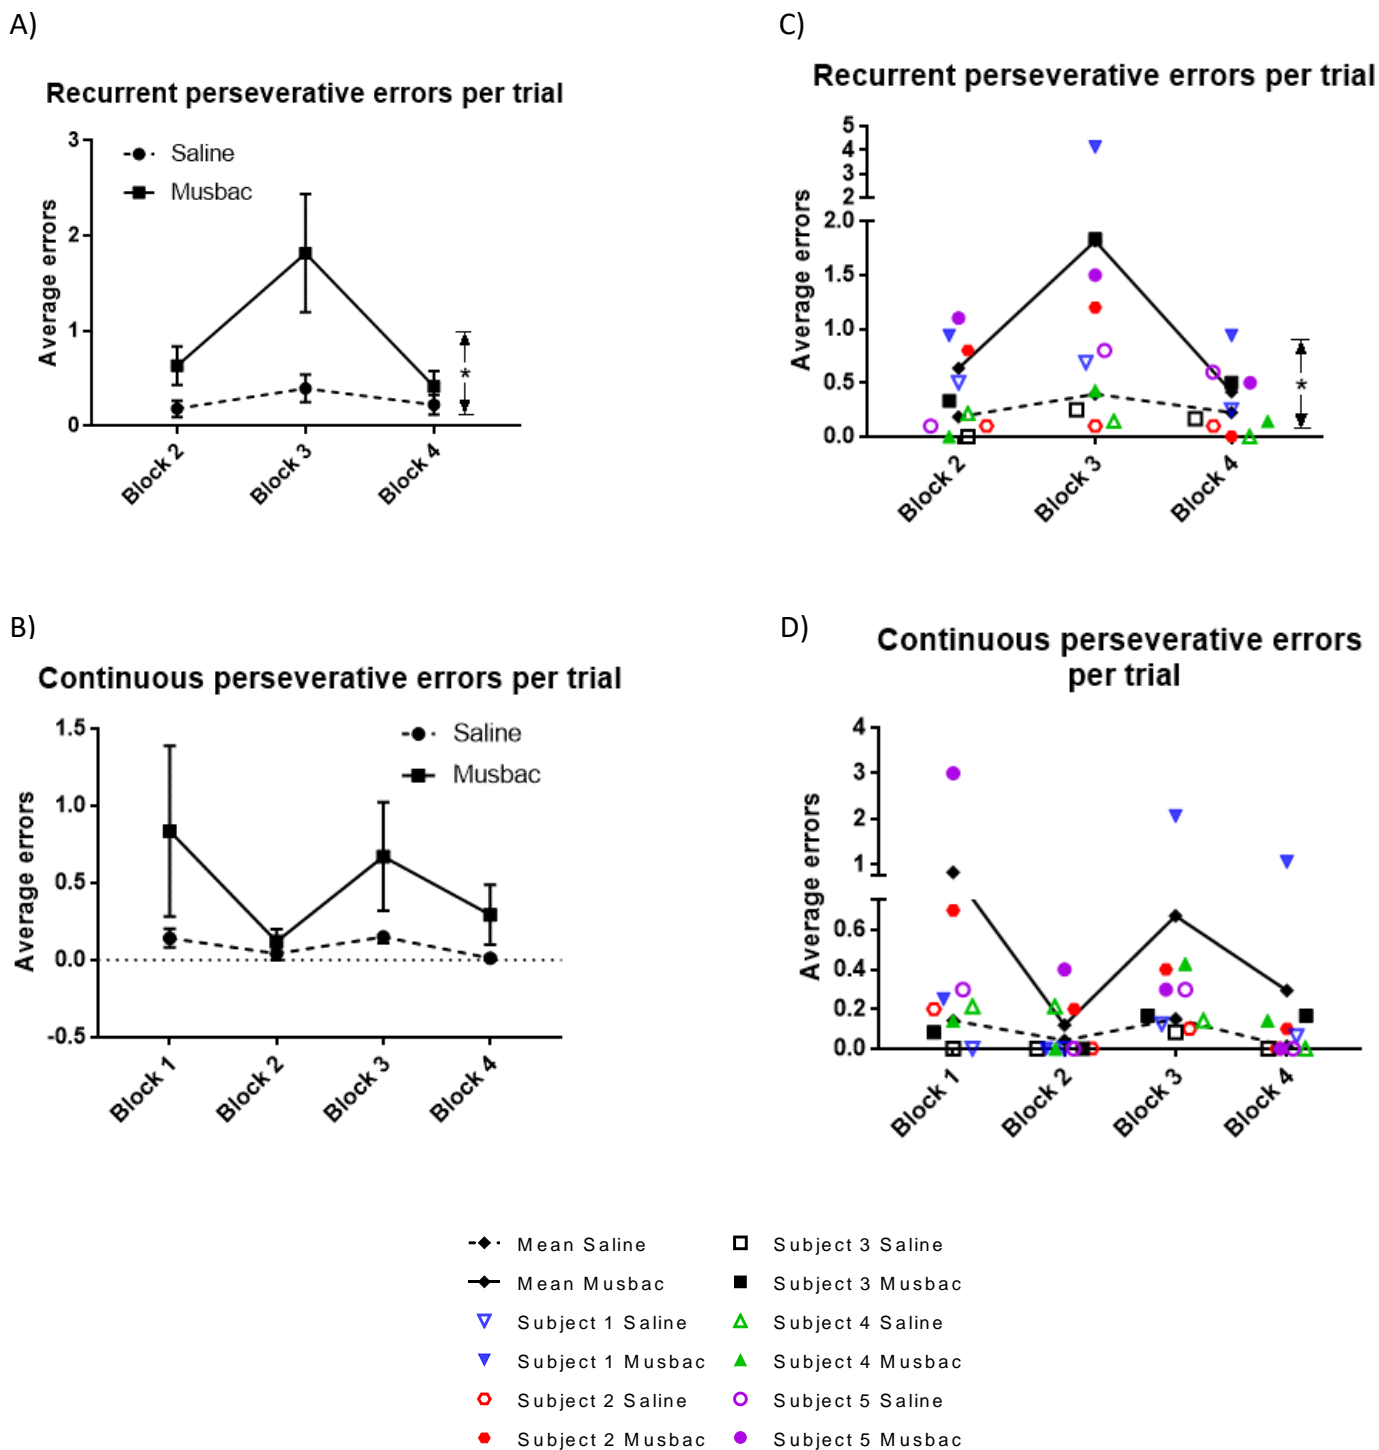 A)
Recurrent perseverative errors per trial
3
2
1
0
Average errors
Saline
Musbac
*
Block 2
Block 3
Block 4
C)
Recurrent perseverative errors per trial
5
4
3
2
2.0
1.5
1.0
0.5
0.0
Average errors
*
Block 2
Block 3
Block 4
B)
Continuous perseverative errors per trial
1.5
1.0
0.5
0.0
-0.5
Average errors
Saline
Musbac
Block 1
Block 2
Block 3
Block 4
D)
Continuous perseverative errors
per trial
4
3
2
1
0.6
0.4
0.2
0.0
Average errors
Block 1
Block 2
Block 3
Block 4
Mean Saline
Mean Musbac
Subject 1 Saline
Subject 1 Musbac
Subject 2 Saline
Subject 2 Musbac
Subject 3 Saline
Subject 3 Musbac
Subject 4 Saline
Subject 4 Musbac
Subject 5 Saline
Subject 5 Musbac